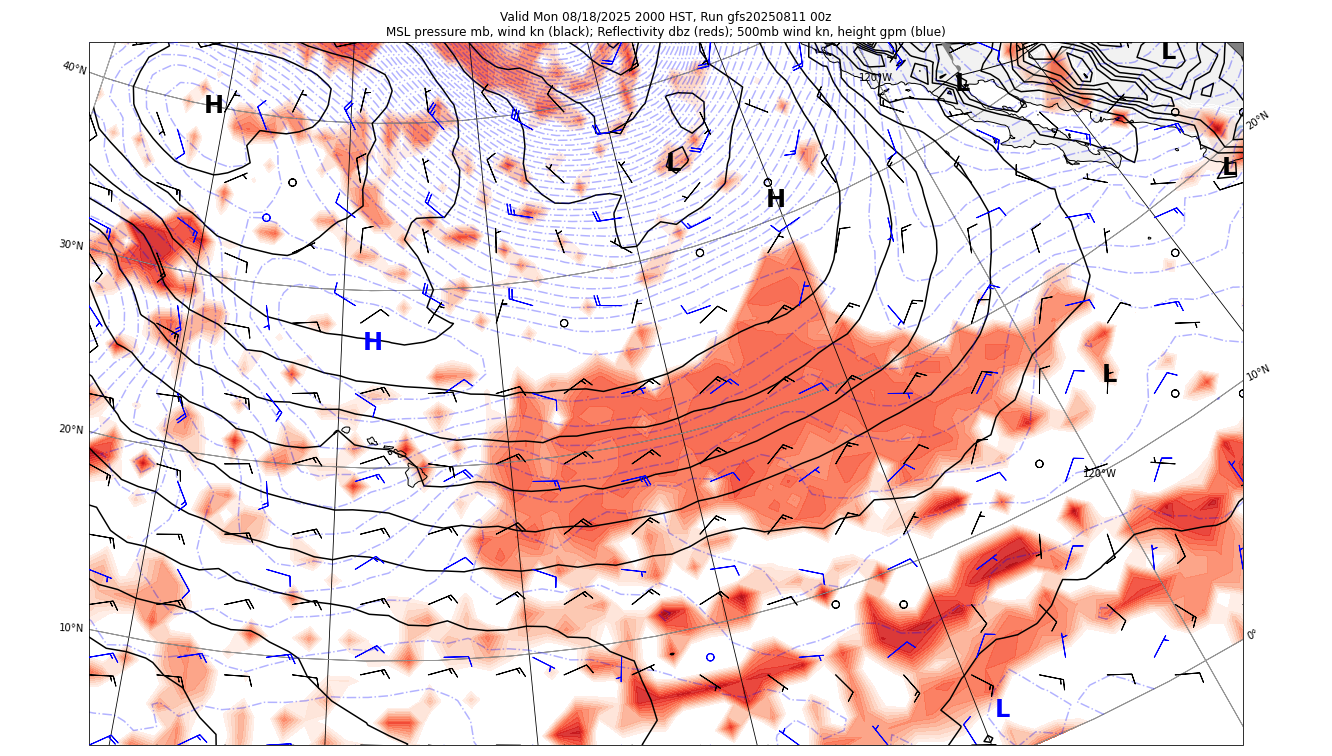 Valid Mon 08/18/2025 2000 HST, Run gfs20250811 00z
MSL pressure mb, wind kn (black); Reflectivity dbz (reds); 500mb wind kn, height gpm (blue)
L
40°N
120°W
L
H
20°N
L
L
H
30°N
H
L
10°N
20°N
120°W
10°N
0°
L